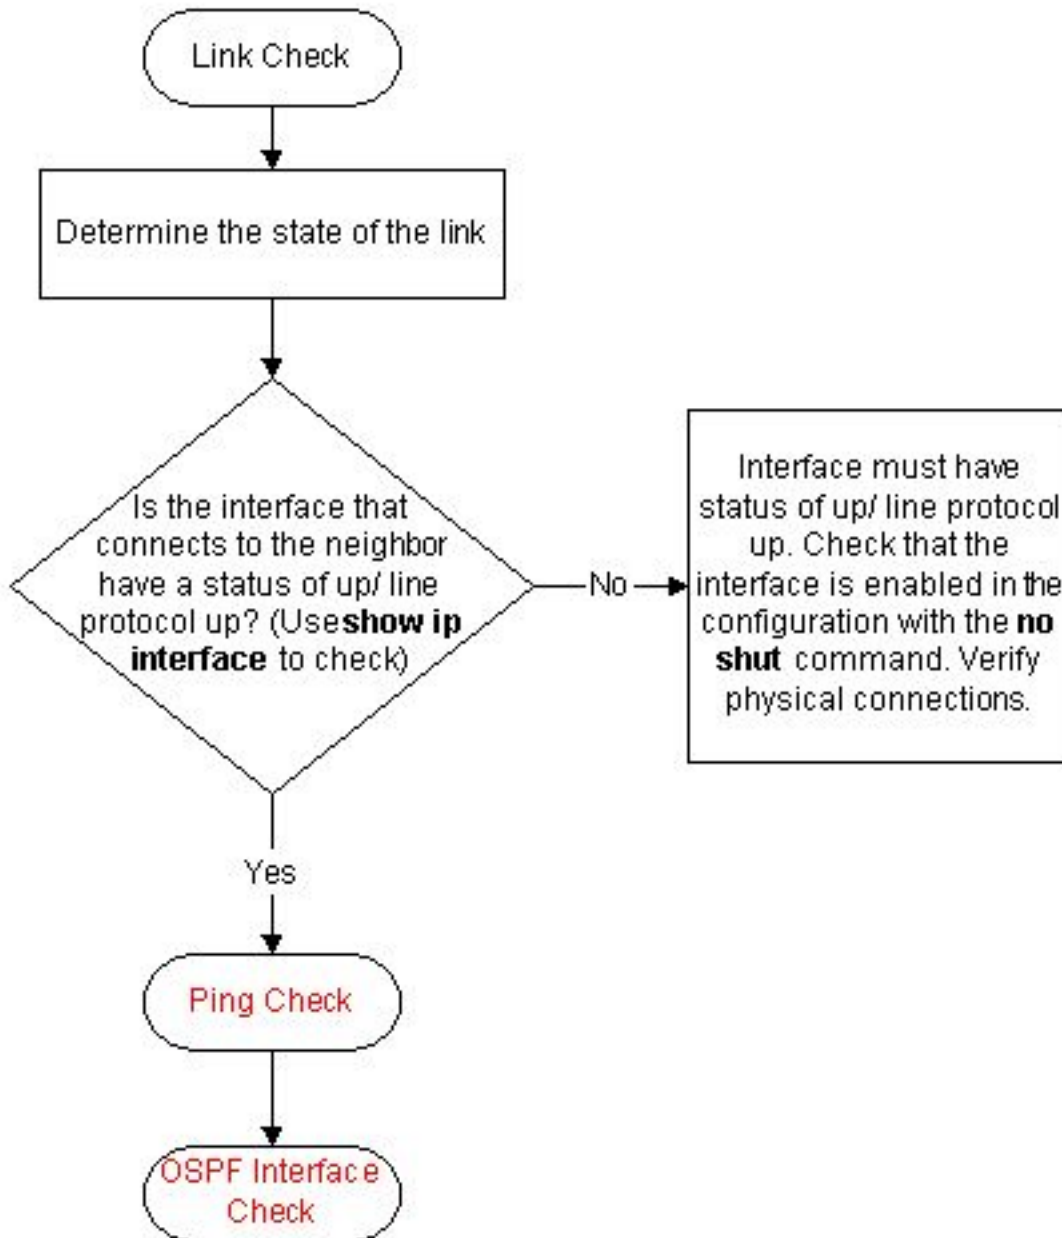 Link Check
Determine the state of the link
Is the interface that
connects to the neighbor
have a status of up/ line
protocol up? (Use show ip
interface to check)
No
Interface must have
status of up/ line protocol
up. Check that the
interface is enabled in the
configuration with the no
shut command. Verify
physical connections.
Yes
Ping Check
OSPF Interface
Check